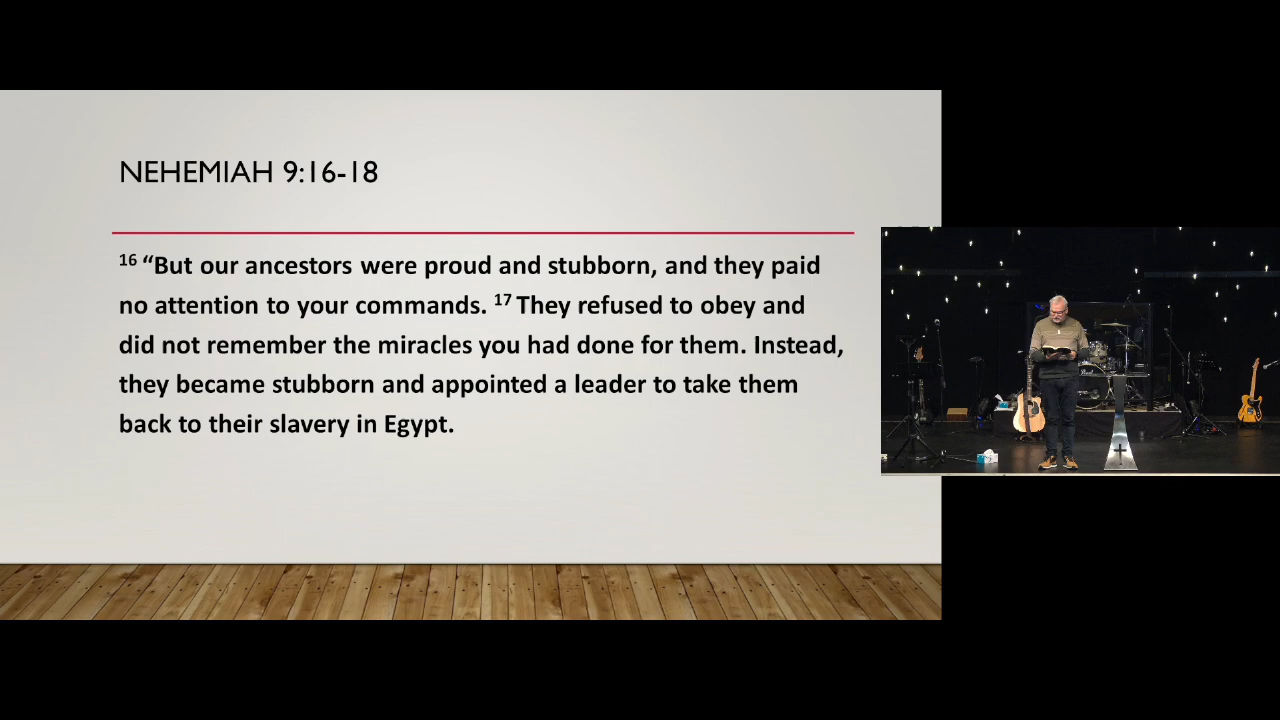 NEHEMIAH 9:16-18
16 “But our ancestors were proud and stubborn, and they paid
no attention to your commands. 17 They refused to obey and
did not remember the miracles you had done for them. Instead,
they became stubborn and appointed a leader to take them
back to their slavery in Egypt.